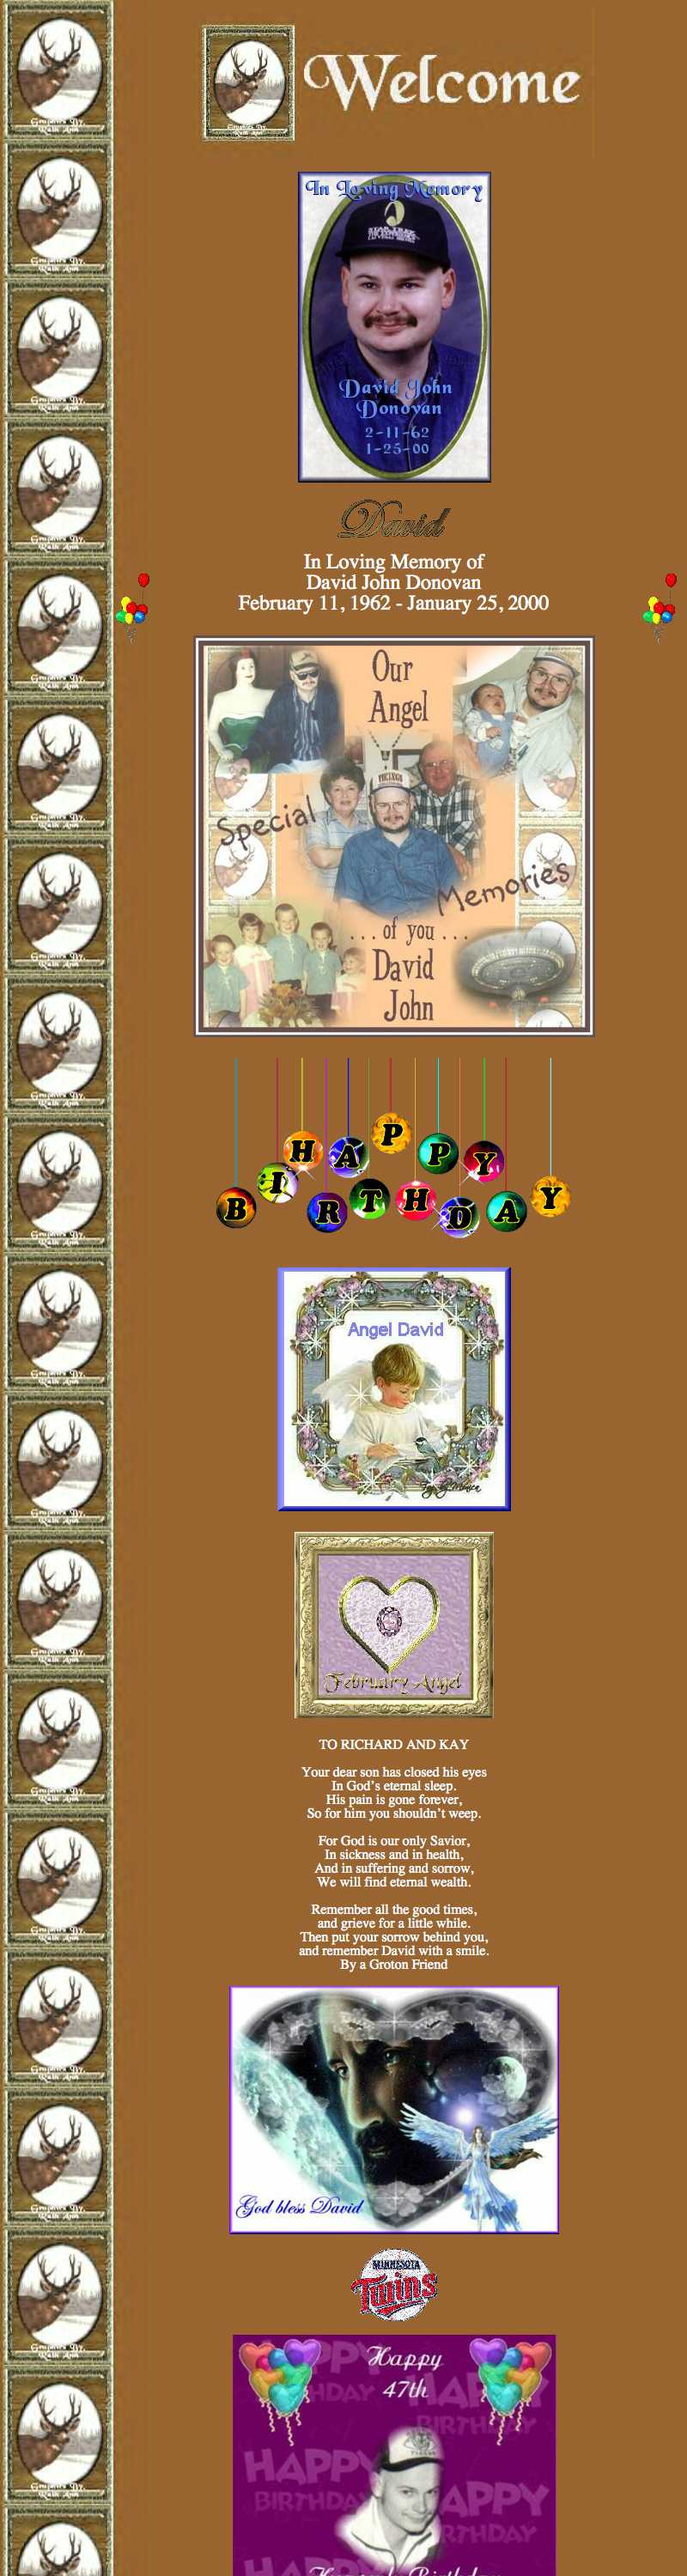 Welcome
In Loving Memory
STAR TREK
David John
Donovan
2-11-62
1-25-00
David
In Loving Memory of
David John Donovan
February 11, 1962 - January 25, 2000
Our
Angel
VIKINGS
Special
Memories
... of you ...
David
John
HAPPY
BIRTHDAY
Angel David
February Angel
TO RICHARD AND KAY
Your dear son has closed his eyes
In God's eternal sleep.
His pain is gone forever,
So for him you shouldn't weep.
For God is our only Savior,
In sickness and in health,
And in suffering and sorrow,
We will find eternal wealth.
Remember all the good times,
and grieve for a little while.
Then put your sorrow behind you,
and remember David with a smile.
By a Groton Friend
God bless David
MINNESOTA
Twins
Happy
47th
HAPPY
BIRTHDAY
HAPPY
BIRTHDAY